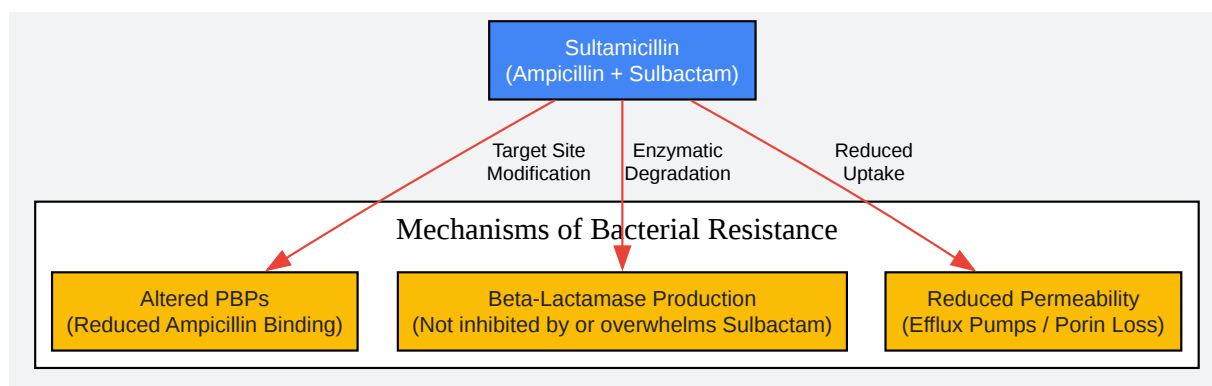 Sultamicillin
(Ampicillin + Sulbactam)
Target Site
Modification
Enzymatic
Degradation
Reduced
Uptake
Mechanisms of Bacterial Resistance
Altered PBPs
(Reduced Ampicillin Binding)
Beta-Lactamase Production
(Not inhibited by or overwhelms Sulbactam)
Reduced Permeability
(Efflux Pumps / Porin Loss)